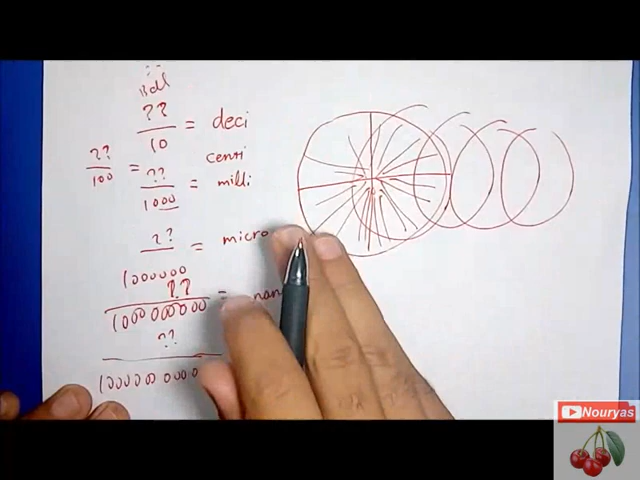 ??
10 = deci
??
100 = centi
??
1000 = milli
??
1000000 = micro
??
1000000000 =
??
Nouryas